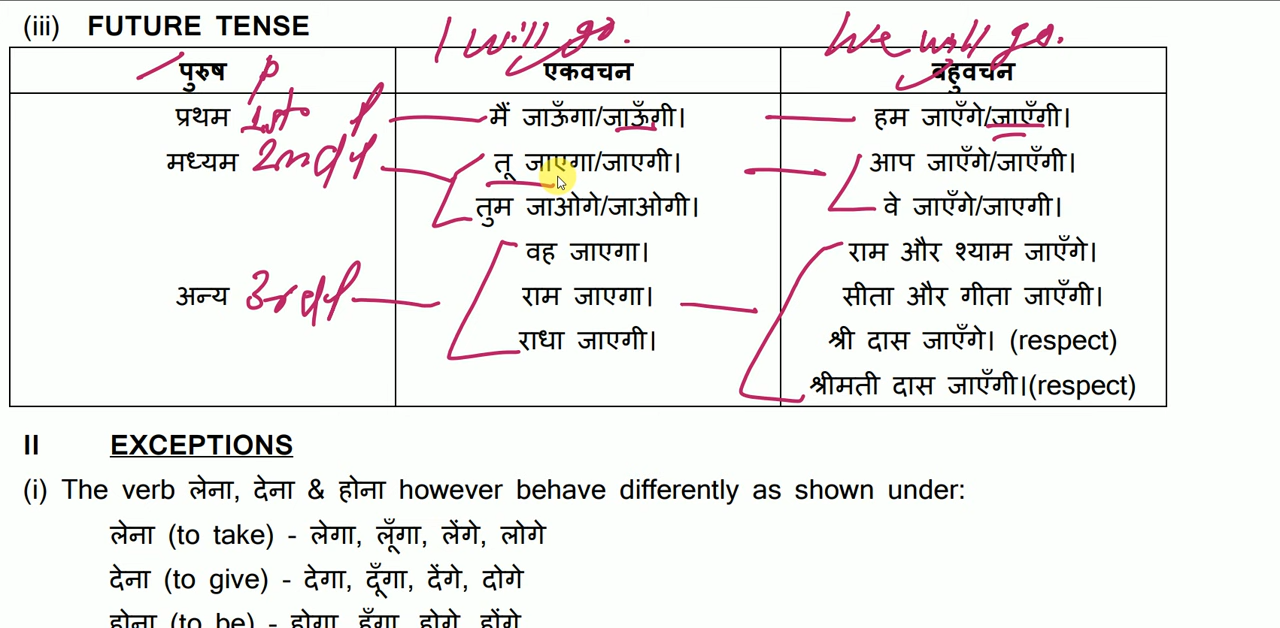 (iii) FUTURE TENSE
I will go. We will go.
पुरुष p एकवचन बहुवचन
प्रथम 1st p मैं जाऊँगा/जाऊँगी। हम जाएँगे/जाएँगी।
मध्यम 2nd p तू जाएगा/जाएगी। आप जाएँगे/जाएँगी।
तुम जाओगे/जाओगी। वे जाएँगे/जाएगी।
वह जाएगा। राम और श्याम जाएँगे।
अन्य 3rd p राम जाएगा। सीता और गीता जाएँगी।
राधा जाएगी। श्री दास जाएँगे। (respect)
श्रीमती दास जाएँगी।(respect)
II EXCEPTIONS
(i) The verb लेना, देना & होना however behave differently as shown under:
लेना (to take) - लेगा, लूँगा, लेंगे, लोगे
देना (to give) - देगा, दूँगा, देंगे, दोगे
होना (to be) - होगा, हूँगा, होगे, होंगे